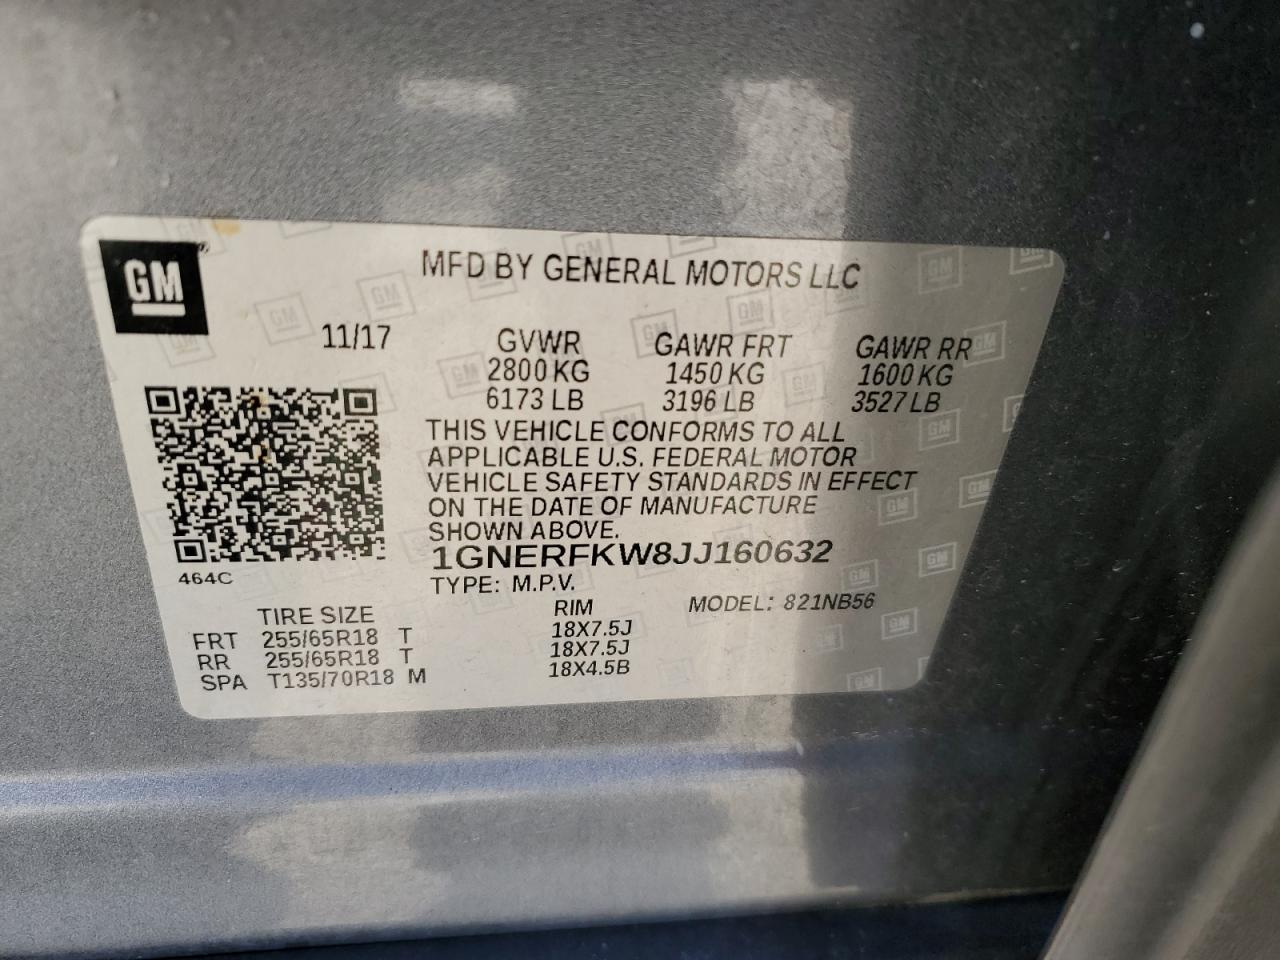 GM
MFD BY GENERAL MOTORS LLC
11/17 GVWR GAWR FRT GAWR RR
2800 KG 1450 KG 1600 KG
6173 LB 3196 LB 3527 LB
THIS VEHICLE CONFORMS TO ALL
APPLICABLE U.S. FEDERAL MOTOR
VEHICLE SAFETY STANDARDS IN EFFECT
ON THE DATE OF MANUFACTURE
SHOWN ABOVE.
1GNERFKW8JJ160632
464C
TYPE: M.P.V.
TIRE SIZE RIM MODEL: 821NB56
FRT 255/65R18 T 18X7.5J
RR 255/65R18 T 18X7.5J
SPA T135/70R18 M 18X4.5B